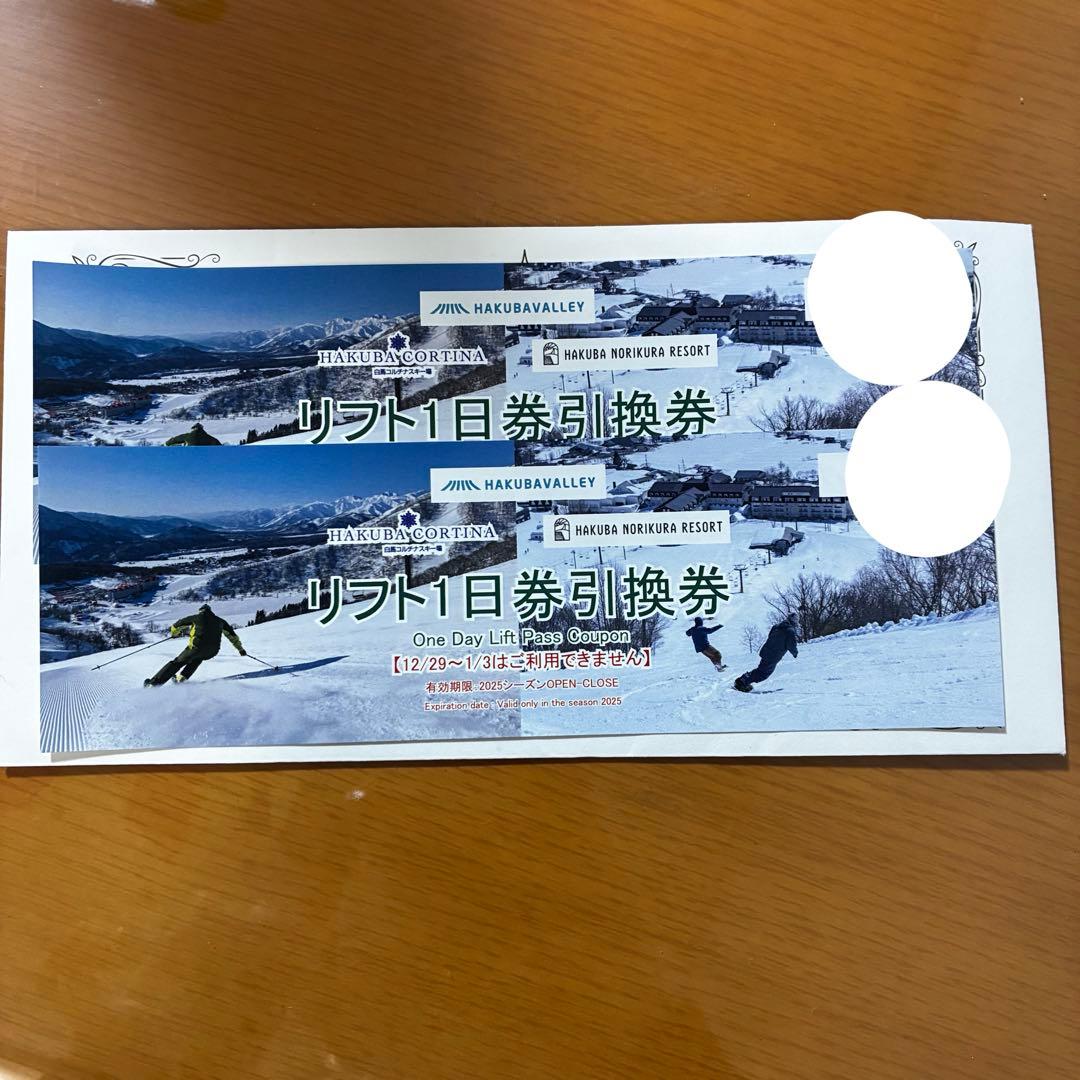 HAKUBAVALLEY
HAKUBA CORTINA
白馬コルチナスキー場
HAKUBA NORIKURA RESORT
リフト1日券引換券
HAKUBAVALLEY
HAKUBA CORTINA
白馬コルチナスキー場
HAKUBA NORIKURA RESORT
リフト1日券引換券
One Day Lift Pass Coupon
【12/29～1/3はご利用できません】
有効期限：2025シーズンOPEN-CLOSE
Expiration date : Valid only in the season 2025